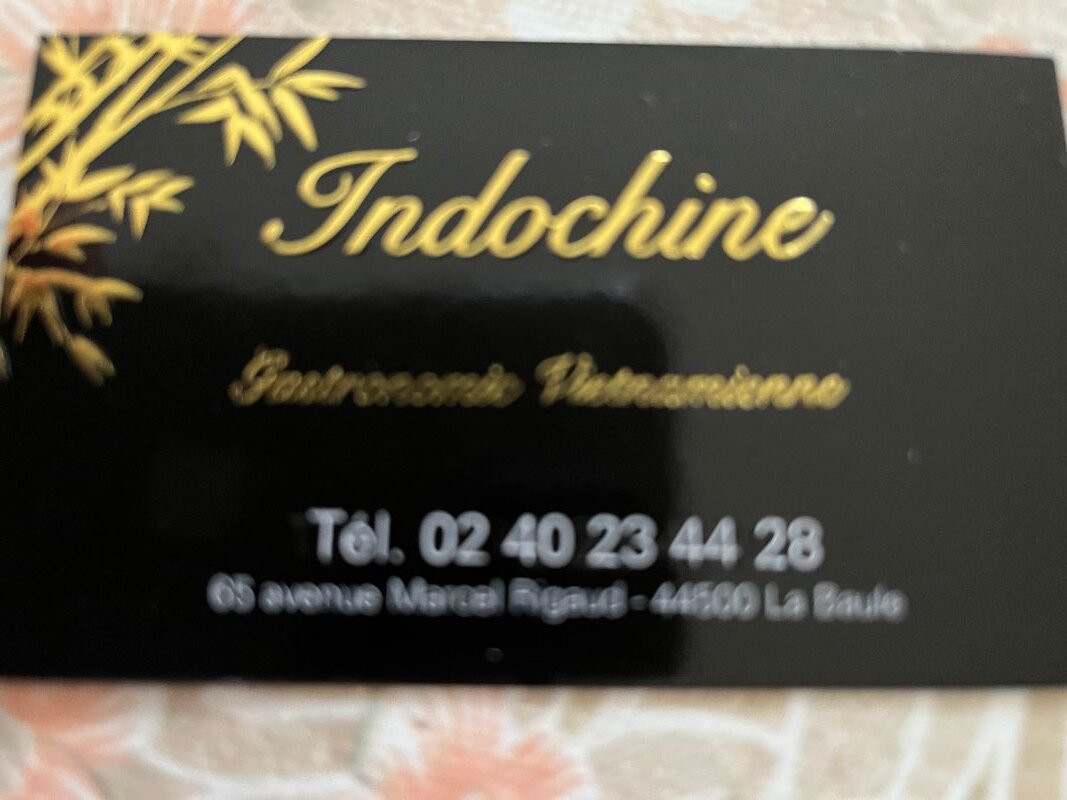 Indochine
Gastronomie Vietnamienne
Tél. 02 40 23 44 28
65 avenue Marcel Rigaud - 44500 La Baule